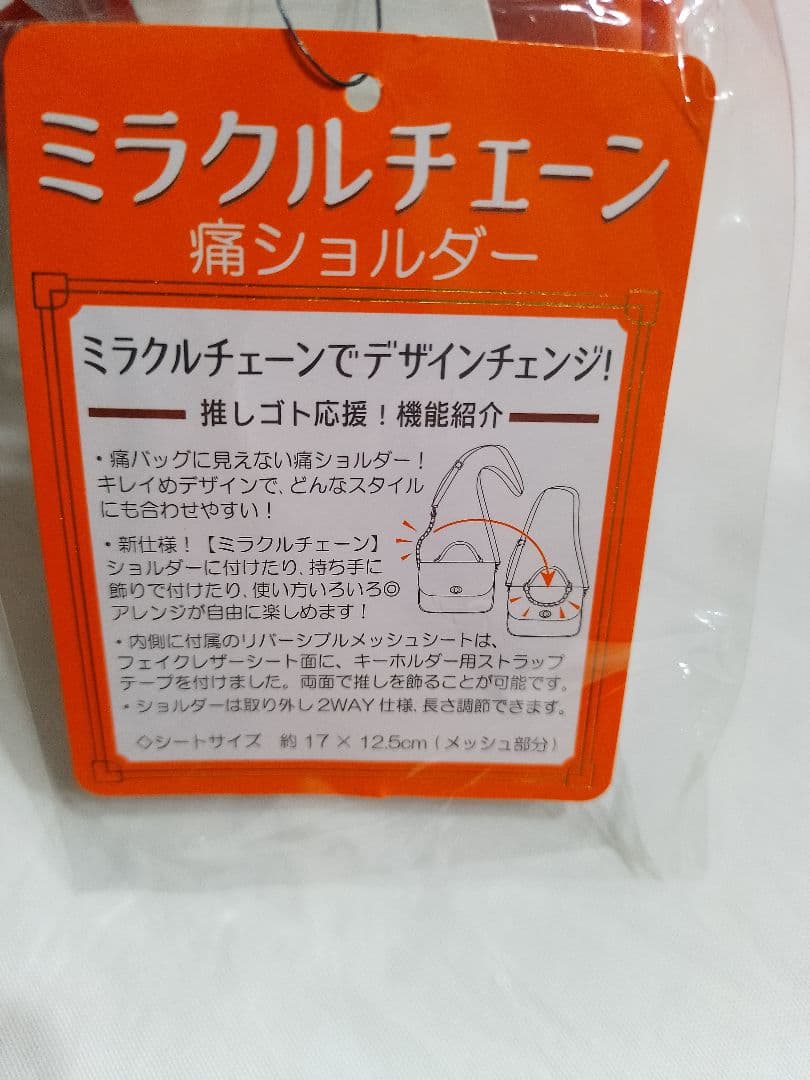 ミラクルチェーン
痛ショルダー
ミラクルチェーンでデザインチェンジ!
推しゴト応援！機能紹介
・痛バッグに見えない痛ショルダー！
キレイめデザインで、どんなスタイル
にも合わせやすい！
・新仕様！【ミラクルチェーン】
ショルダーに付けたり、持ち手に
飾りで付けたり、使い方いろいろ◎
アレンジが自由に楽しめます！
・内側に付属のリバーシブルメッシュシートは、
フェイクレザーシート面に、キーホルダー用ストラップ
テープを付けました。両面で推しを飾ることが可能です。
・ショルダーは取り外し2WAY仕様、長さ調節できます。
◇シートサイズ 約17×12.5cm（メッシュ部分）